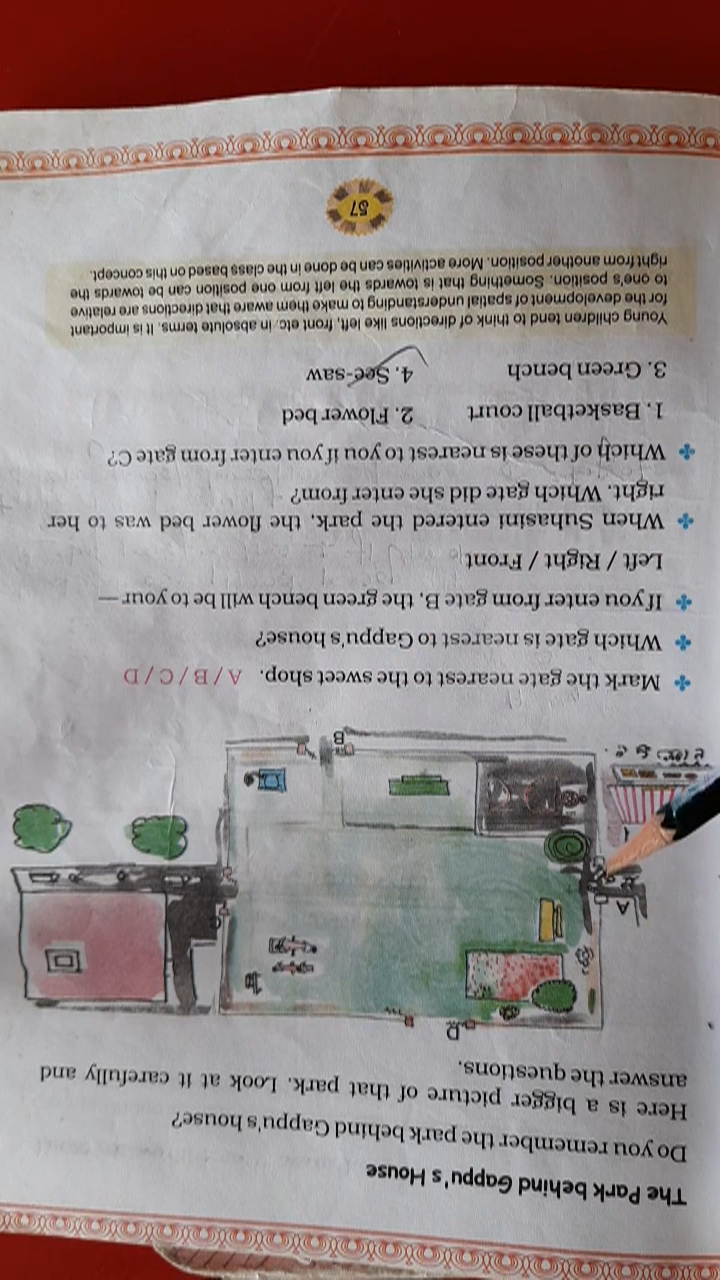 The Park behind Gappu's House
Do you remember the park behind Gappu's house?
Here is a bigger picture of that park. Look at it carefully and
answer the questions.
D
A
C
B
Mark the gate nearest to the sweet shop. A / B / C / D
Which gate is nearest to Gappu's house?
If you enter from gate B, the green bench will be to your —
Left / Right / Front
When Suhasini entered the park, the flower bed was to her
right. Which gate did she enter from?
Which of these is nearest to you if you enter from gate C?
1. Basketball court 2. Flower bed
3. Green bench 4. See-saw
Young children tend to think of directions like left, front etc. in absolute terms. It is important
for the development of spatial understanding to make them aware that directions are relative
to one's position. Something that is towards the left from one position can be towards the
right from another position. More activities can be done in the class based on this concept.
57